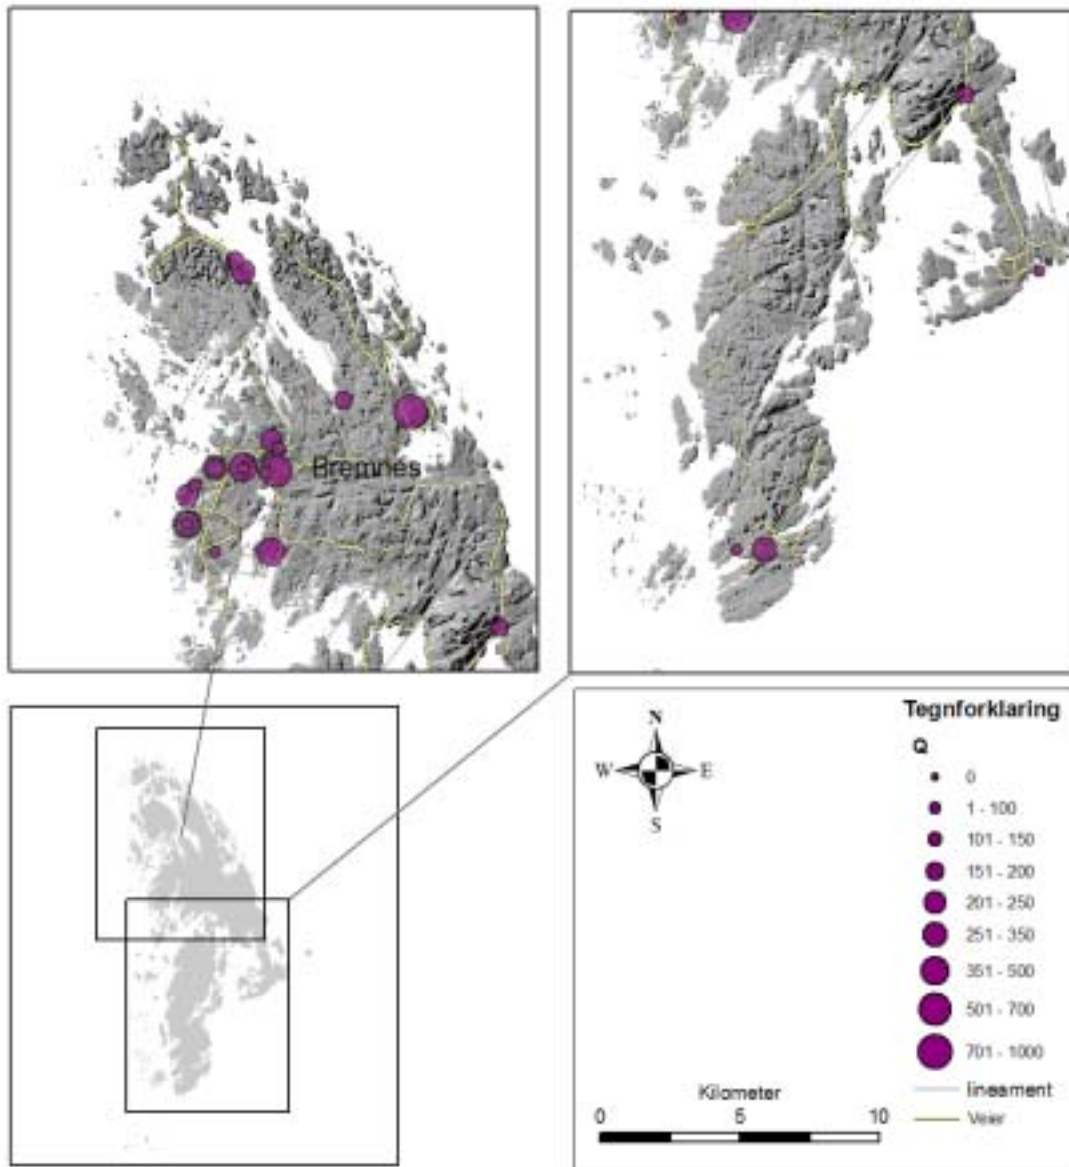 Bremnes
Tegnforklaring
Q
0
1 - 100
101 - 150
151 - 200
201 - 250
251 - 350
351 - 500
501 - 700
701 - 1000
lineament
Veier
N
W E
S
Kilometer
0 5 10